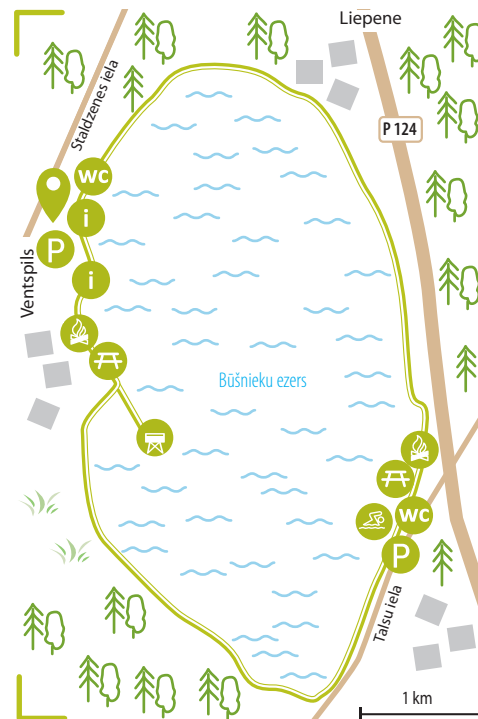 Liepene
Staldzenes iela
P 124
wc
i
P
Ventspils
i
Būšnieku ezers
wc
P
Talsu iela
1 km